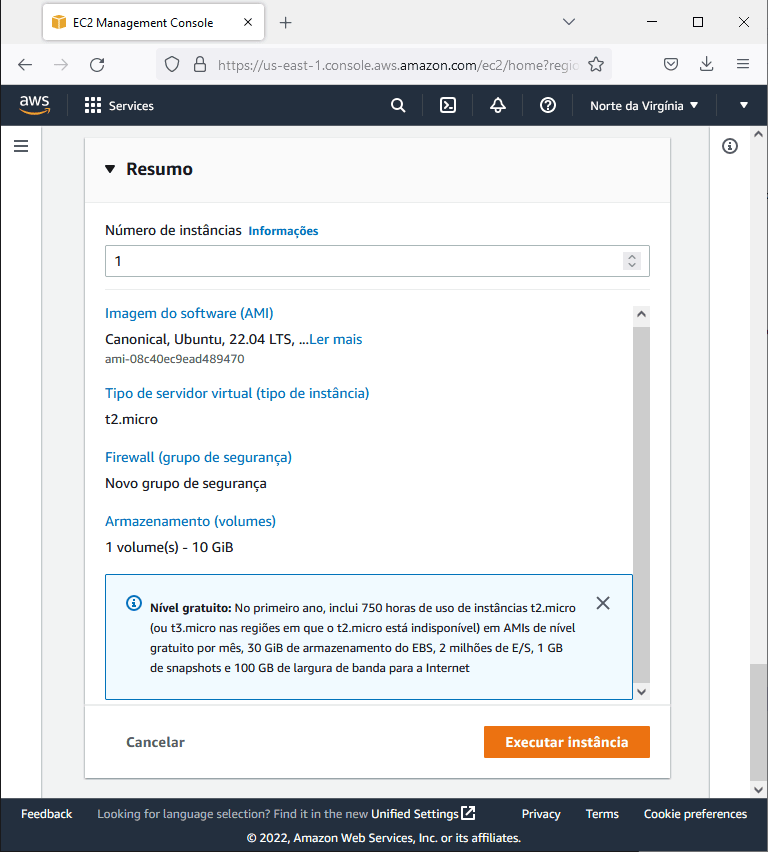 EC2 Management Console
https://us-east-1.console.aws.amazon.com/ec2/home?regio
aws
Services
Norte da Virgínia
Resumo
Número de instâncias Informações
1
Imagem do software (AMI)
Canonical, Ubuntu, 22.04 LTS, ...Ler mais
ami-08c40ec9ead489470
Tipo de servidor virtual (tipo de instância)
t2.micro
Firewall (grupo de segurança)
Novo grupo de segurança
Armazenamento (volumes)
1 volume(s) - 10 GiB
Nível gratuito: No primeiro ano, inclui 750 horas de uso de instâncias t2.micro
(ou t3.micro nas regiões em que o t2.micro está indisponível) em AMIs de nível
gratuito por mês, 30 GiB de armazenamento do EBS, 2 milhões de E/S, 1 GB
de snapshots e 100 GB de largura de banda para a Internet
Cancelar
Executar instância
Feedback
Looking for language selection? Find it in the new Unified Settings
Privacy
Terms
Cookie preferences
© 2022, Amazon Web Services, Inc. or its affiliates.